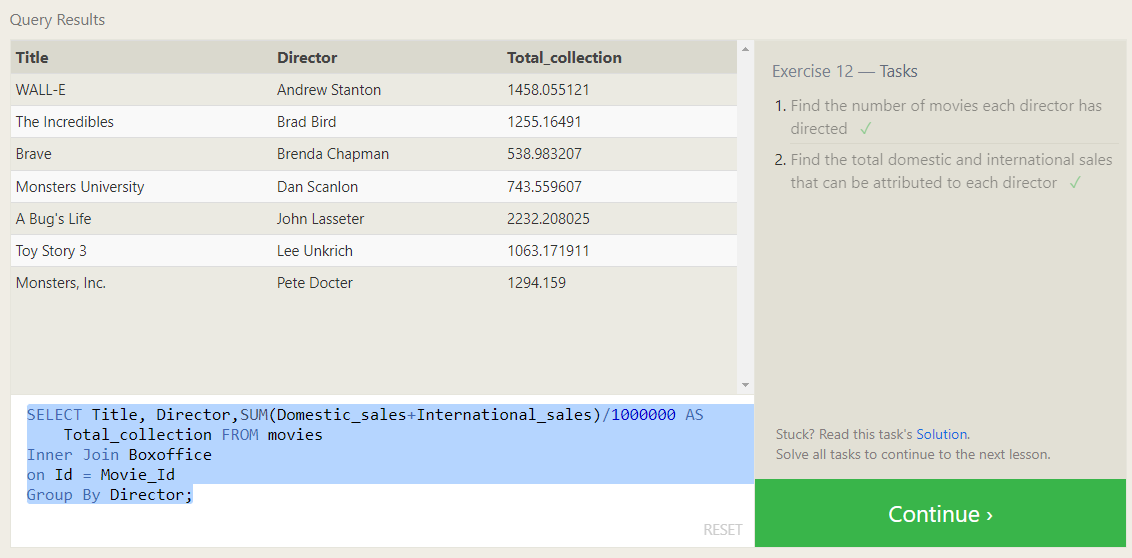 Query Results
Title Director Total_collection
WALL-E Andrew Stanton 1458.055121
The Incredibles Brad Bird 1255.16491
Brave Brenda Chapman 538.983207
Monsters University Dan Scanlon 743.559607
A Bug's Life John Lasseter 2232.208025
Toy Story 3 Lee Unkrich 1063.171911
Monsters, Inc. Pete Docter 1294.159
SELECT Title, Director,SUM(Domestic_sales+International_sales)/1000000 AS
Total_collection FROM movies
Inner Join Boxoffice
on Id = Movie_Id
Group By Director;
RESET
Exercise 12 — Tasks
1. Find the number of movies each director has
directed ✓
2. Find the total domestic and international sales
that can be attributed to each director ✓
Stuck? Read this task's Solution.
Solve all tasks to continue to the next lesson.
Continue ›